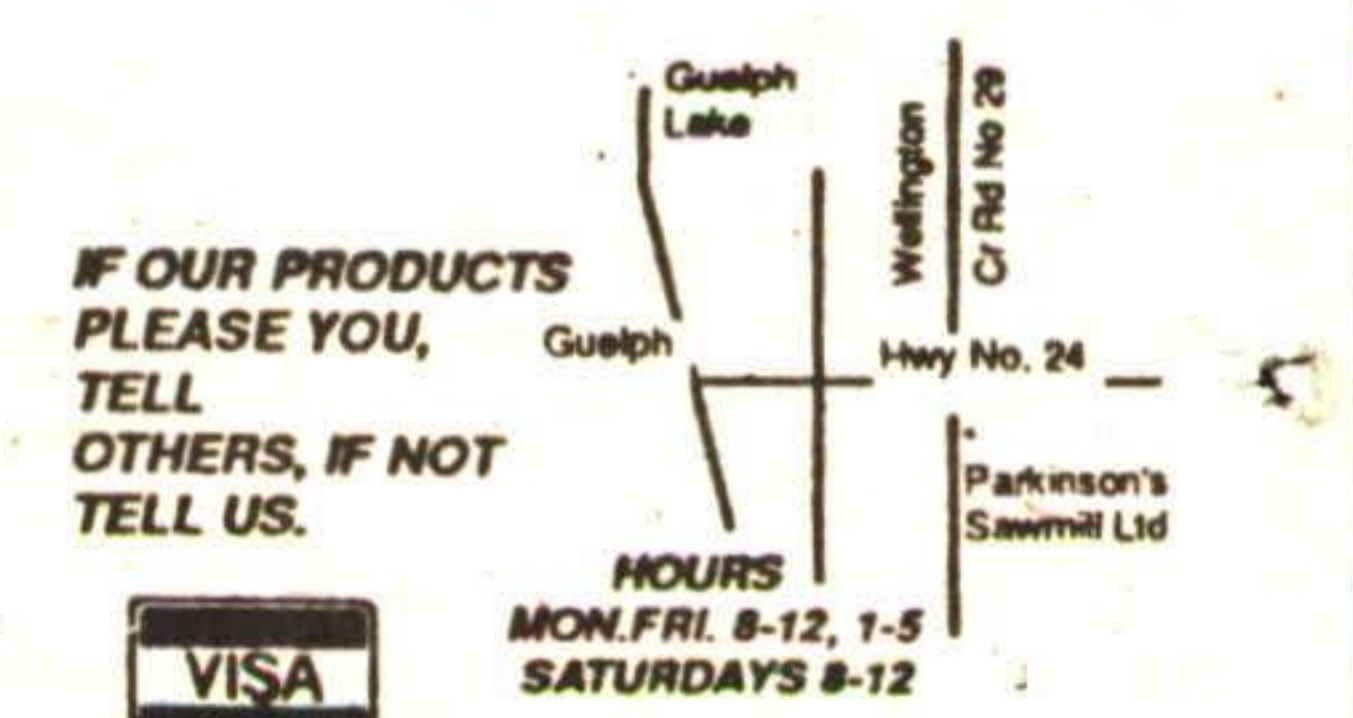 Guelph
Lake
Wellington
Cr Rd No 29
IF OUR PRODUCTS
PLEASE YOU,
TELL
OTHERS, IF NOT
TELL US.
Guelph
Hwy No. 24
Parkinson's
Sawmill Ltd
HOURS
MON.FRI. 8-12, 1-5
SATURDAYS 8-12
VISA